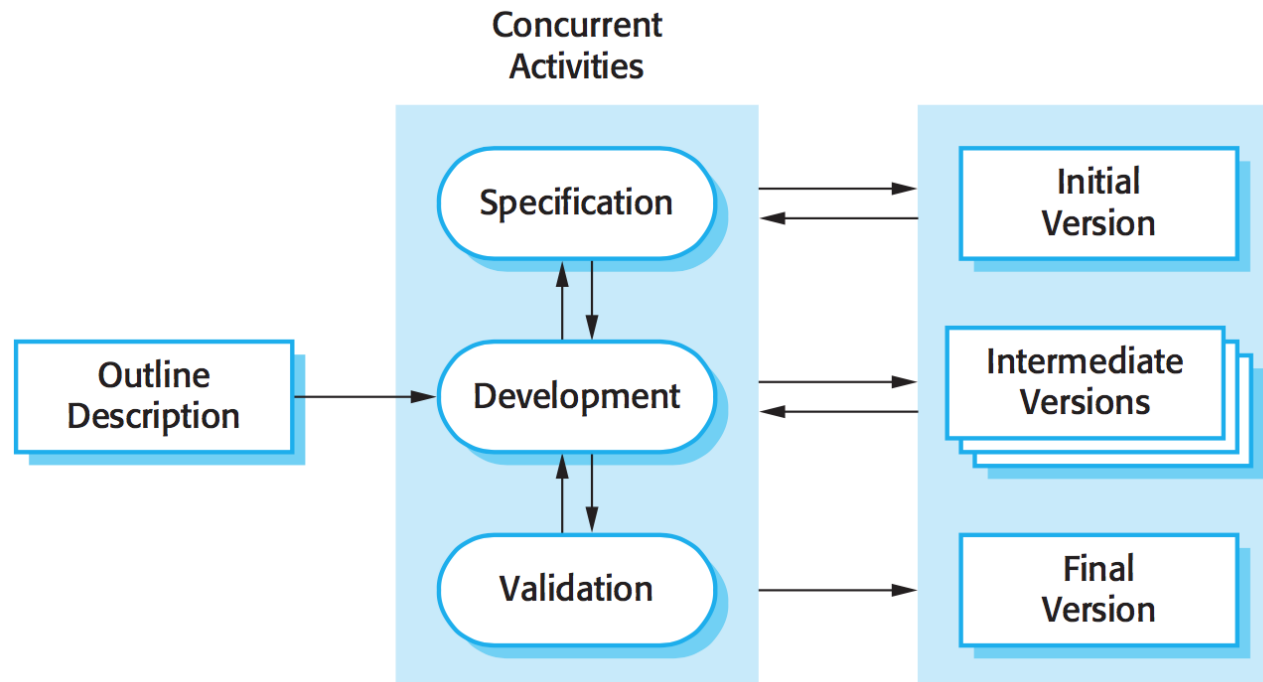 Concurrent
Activities
Specification
Initial
Version
Outline
Description
Development
Intermediate
Versions
Validation
Final
Version